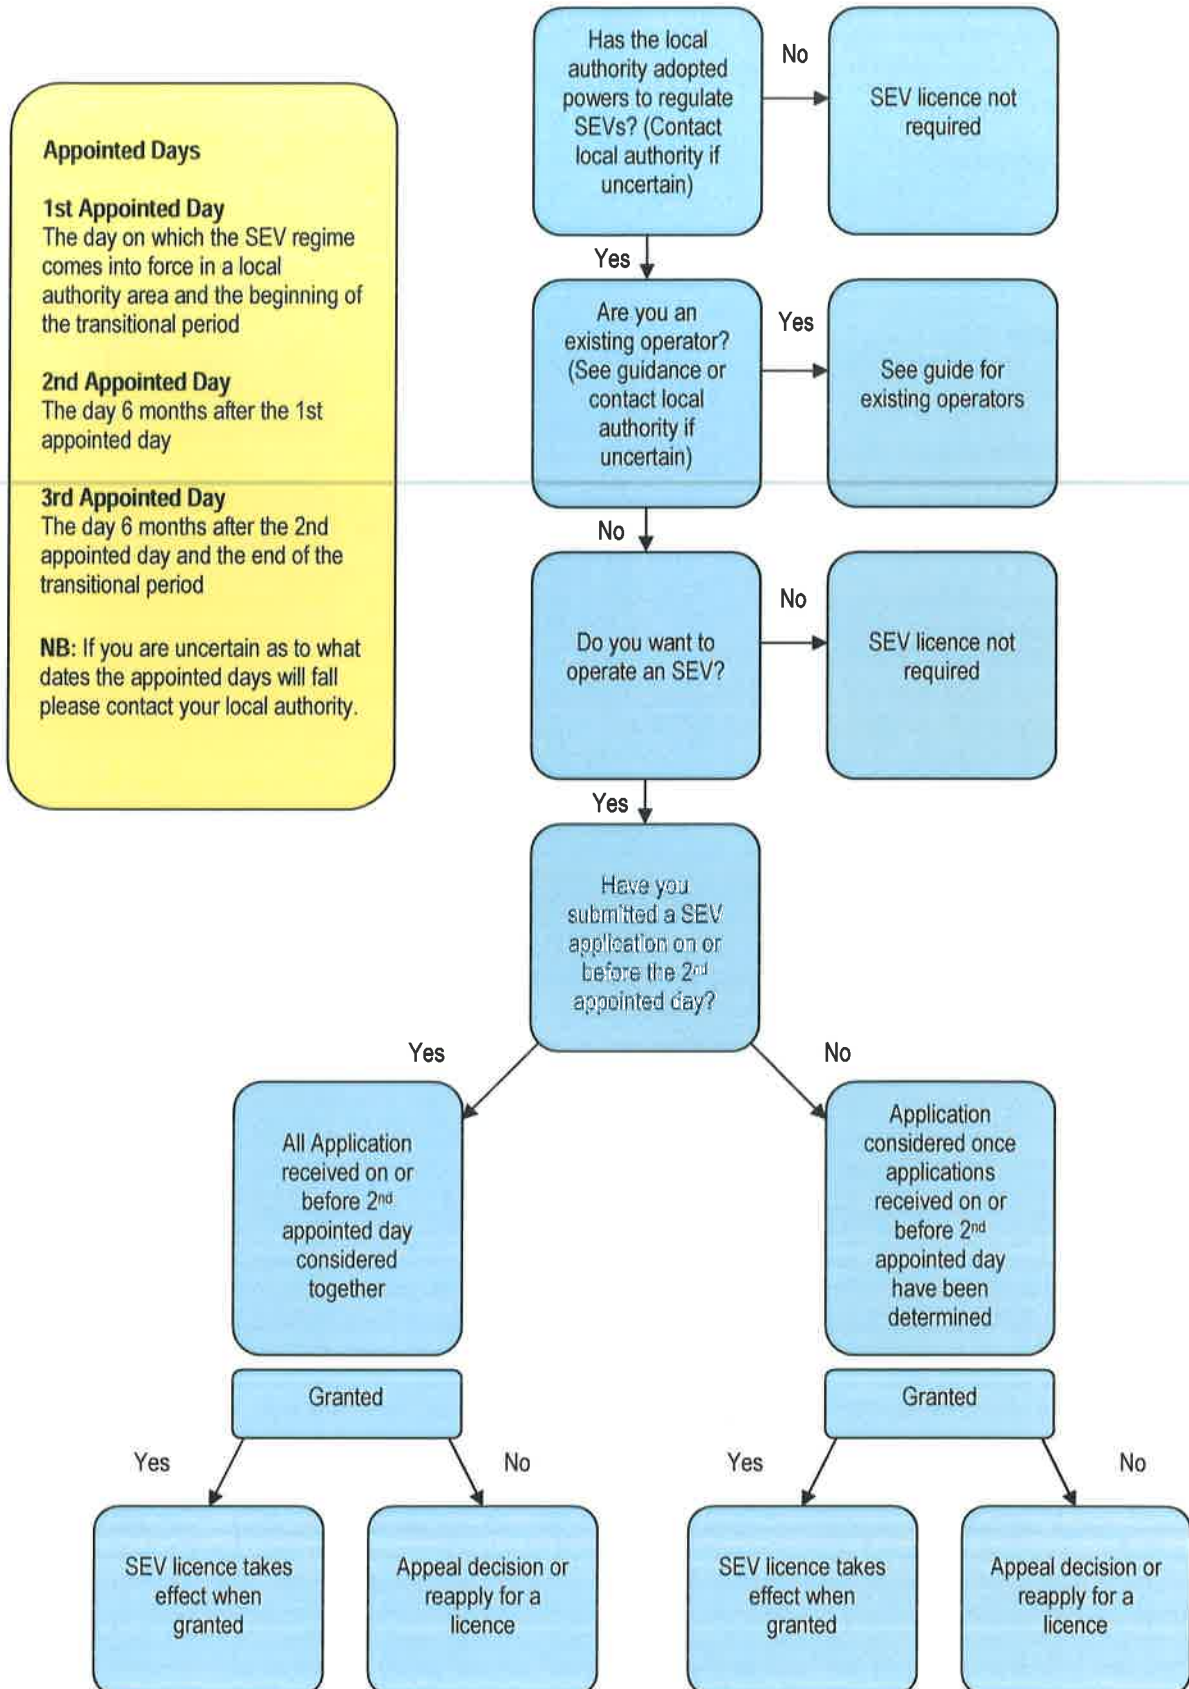 Appointed Days
1st Appointed Day
The day on which the SEV regime
comes into force in a local
authority area and the beginning of
the transitional period
2nd Appointed Day
The day 6 months after the 1st
appointed day
3rd Appointed Day
The day 6 months after the 2nd
appointed day and the end of the
transitional period
NB: If you are uncertain as to what
dates the appointed days will fall
please contact your local authority.
Has the local
authority adopted
powers to regulate
SEVs? (Contact
local authority if
uncertain)
No
SEV licence not
required
Yes
Are you an
existing operator?
(See guidance or
contact local
authority if
uncertain)
Yes
See guide for
existing operators
No
Do you want to
operate an SEV?
No
SEV licence not
required
Yes
Have you
submitted a SEV
application on or
before the 2nd
appointed day?
Yes
No
All Application
received on or
before 2nd
appointed day
considered
together
Application
considered once
applications
received on or
before 2nd
appointed day
have been
determined
Granted
Granted
Yes
No
Yes
No
SEV licence takes
effect when
granted
Appeal decision or
reapply for a
licence
SEV licence takes
effect when
granted
Appeal decision or
reapply for a
licence